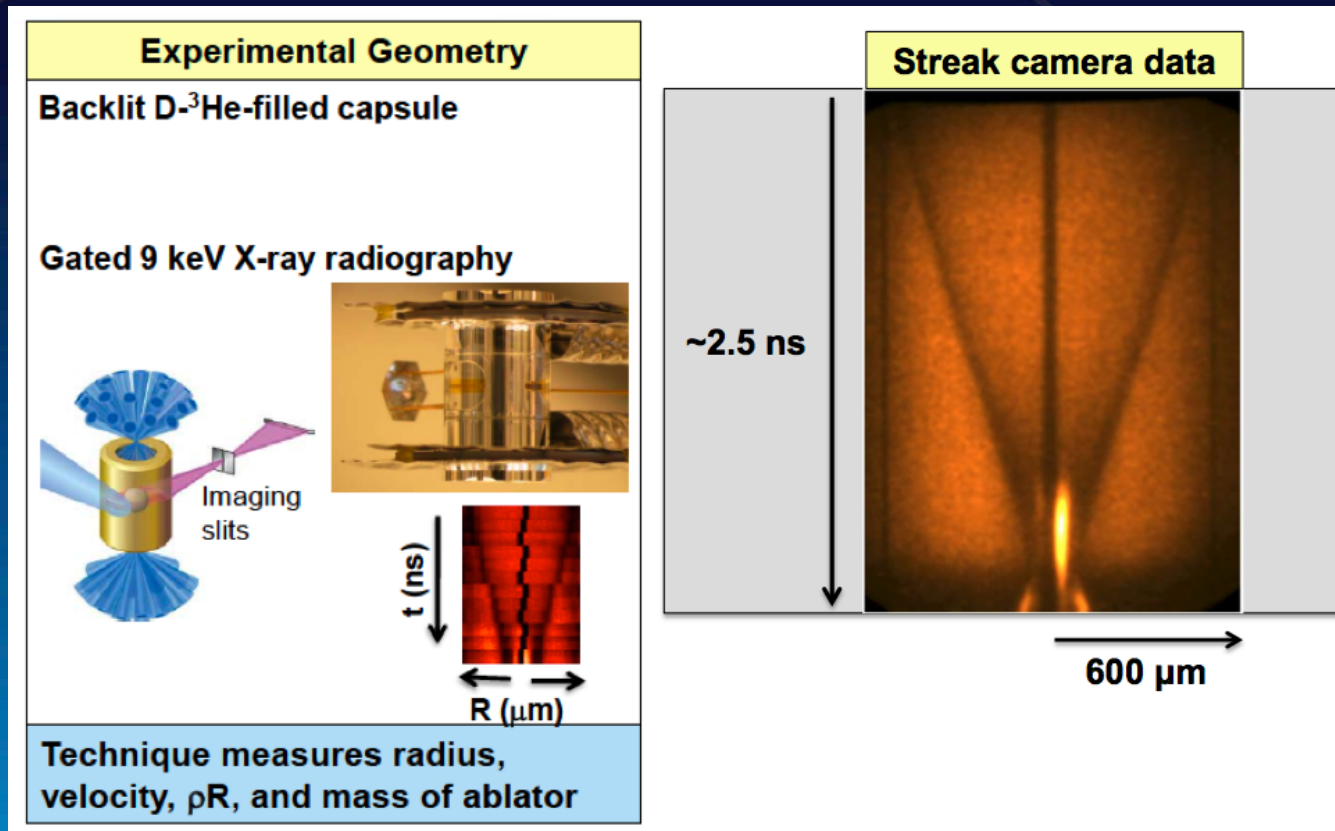 Experimental Geometry
Backlit D-³He-filled capsule
Gated 9 keV X-ray radiography
Imaging
slits
t (ns)
R (μm)
Technique measures radius,
velocity, ρR, and mass of ablator
Streak camera data
~2.5 ns
600 μm